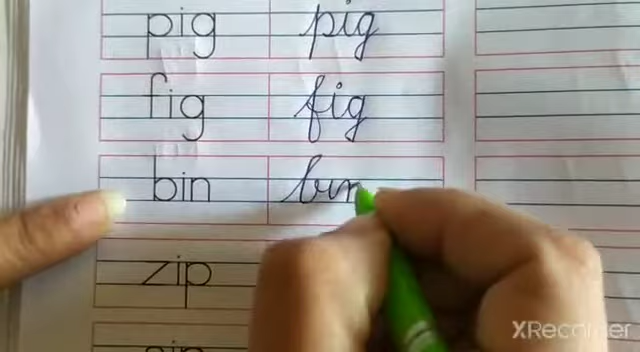 pig pig
fig fig
bin bin
zip
XRecorder